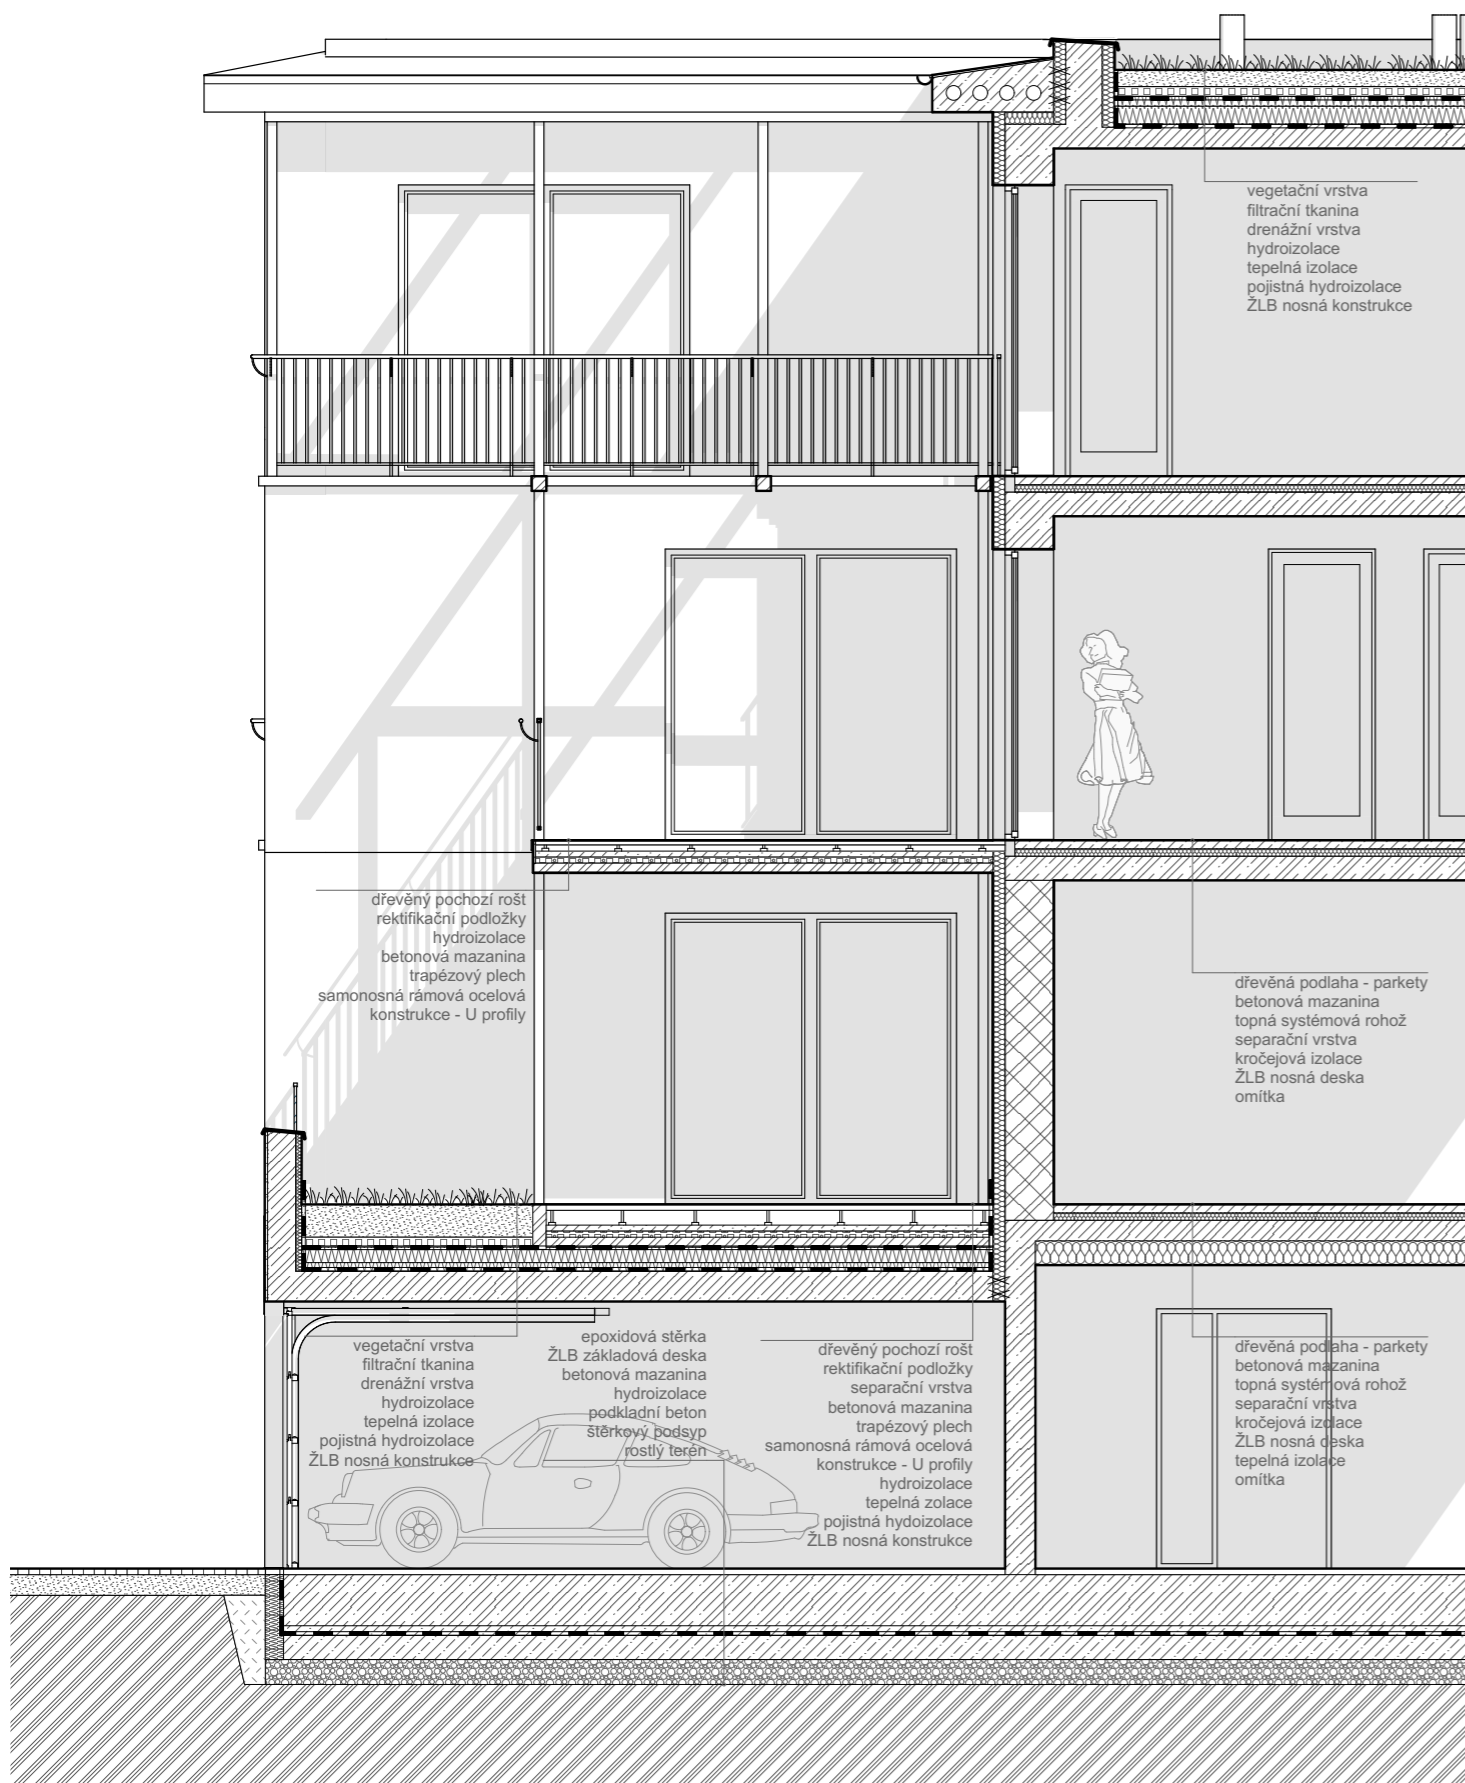 vegetační vrstva
filtrační tkanina
drenážní vrstva
hydroizolace
tepelná izolace
pojistná hydroizolace
ŽLB nosná konstrukce
dřevěný pochozí rošt
rektifikační podložky
hydroizolace
betonová mazanina
trapézový plech
samonosná rámová ocelová
konstrukce - U profily
dřevěná podlaha - parkety
betonová mazanina
topná systémová rohož
separační vrstva
kročejová izolace
ŽLB nosná deska
omítka
vegetační vrstva
filtrační tkanina
drenážní vrstva
hydroizolace
tepelná izolace
pojistná hydroizolace
ŽLB nosná konstrukce
epoxidová stěrka
ŽLB základová deska
betonová mazanina
hydroizolace
podkladní beton
štěrkový podsyp
rostlý terén
dřevěný pochozí rošt
rektifikační podložky
separační vrstva
betonová mazanina
trapézový plech
samonosná rámová ocelová
konstrukce - U profily
hydroizolace
tepelná zolace
pojistná hydoizolace
ŽLB nosná konstrukce
dřevěná podlaha - parkety
betonová mazanina
topná systémová rohož
separační vrstva
kročejová izolace
ŽLB nosná deska
tepelná izolace
omítka